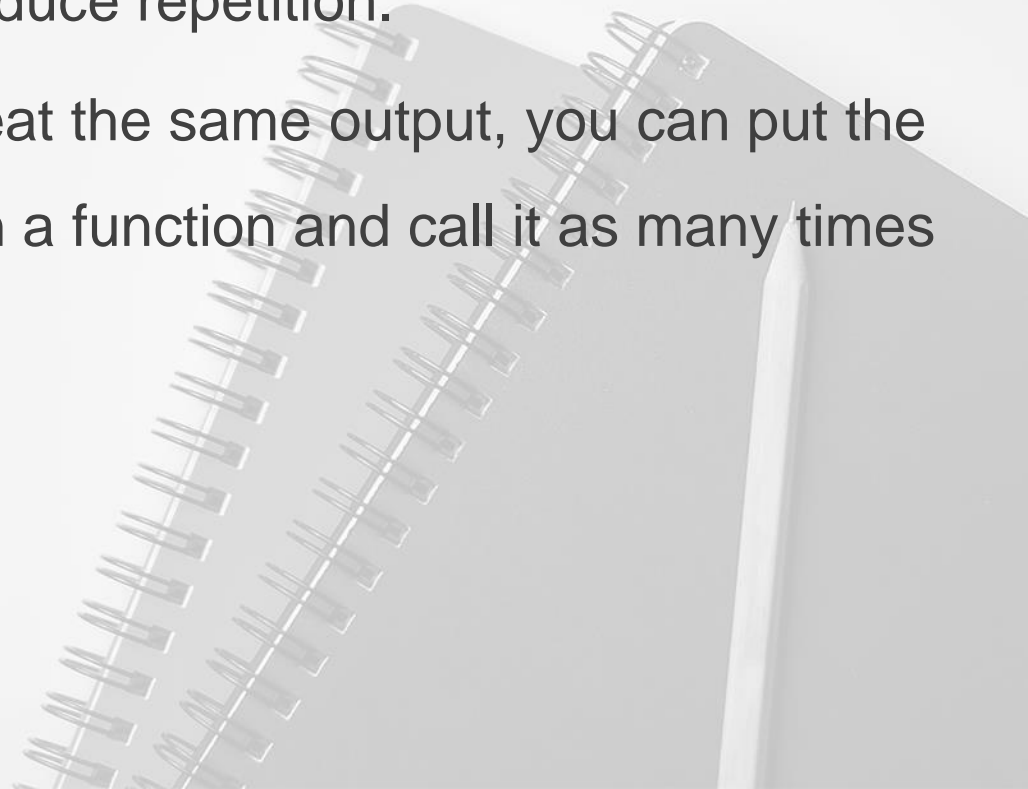 duce repetition.
eat the same output, you can put the
a function and call it as many times